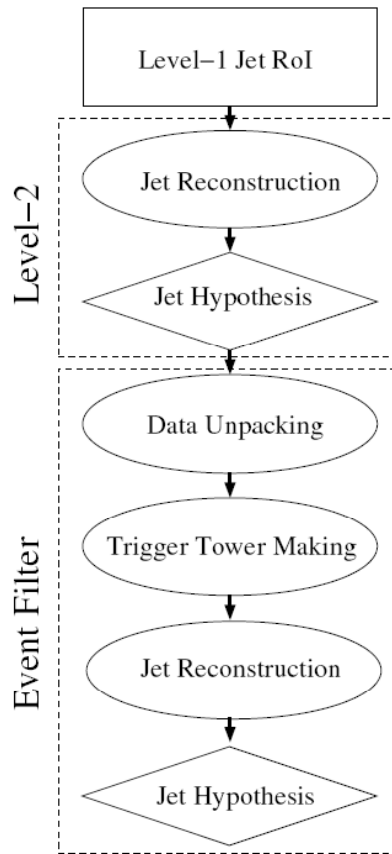 Level-1 Jet RoI
Level-2
Jet Reconstruction
Jet Hypothesis
Event Filter
Data Unpacking
Trigger Tower Making
Jet Reconstruction
Jet Hypothesis